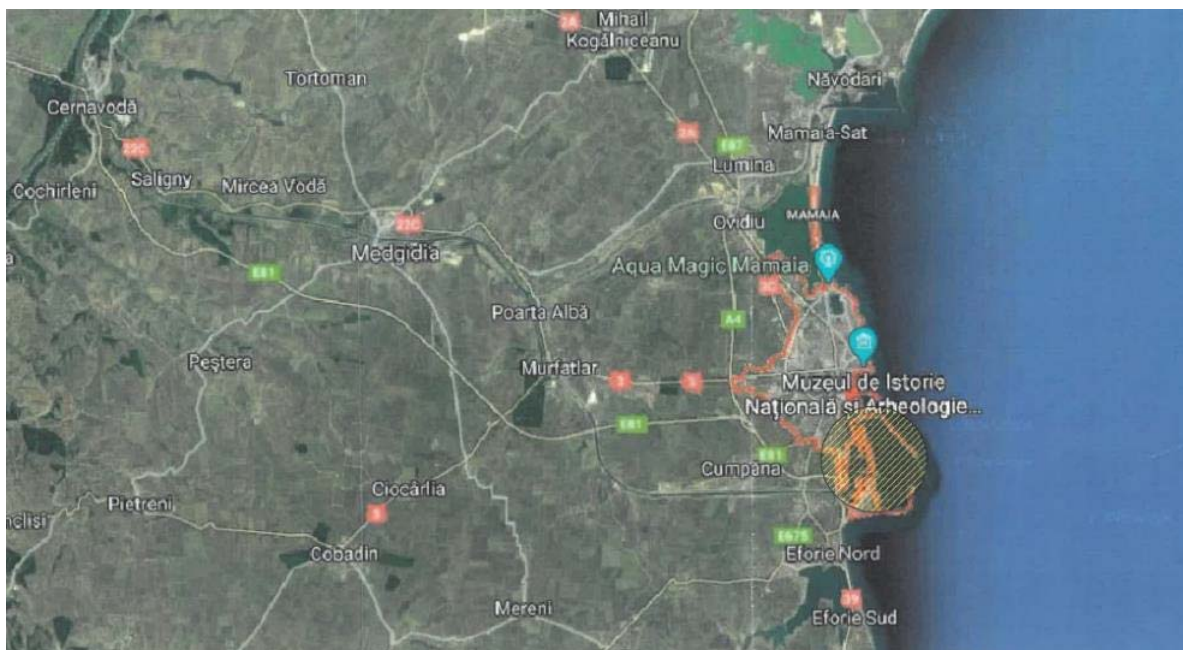 2A
Mihail
Kogălniceanu
Tortoman
Năvodari
Cernavodă
22C
2A
E87
Mamaia-Sat
Lumina
Saligny
Mircea Vodă
Cochirleni
MAMAIA
22C
Ovidiu
Medgidia
Aqua Magic Mamaia
E81
3C
Poarta Albă
A4
Peștera
Murfatlar
3
3
Muzeul de Istorie
Națională și Arheologie...
E81
E81
Cumpăna
Ciocârlia
Pietreni
3
Cobadin
E675
Eforie Nord
Mereni
39
Eforie Sud